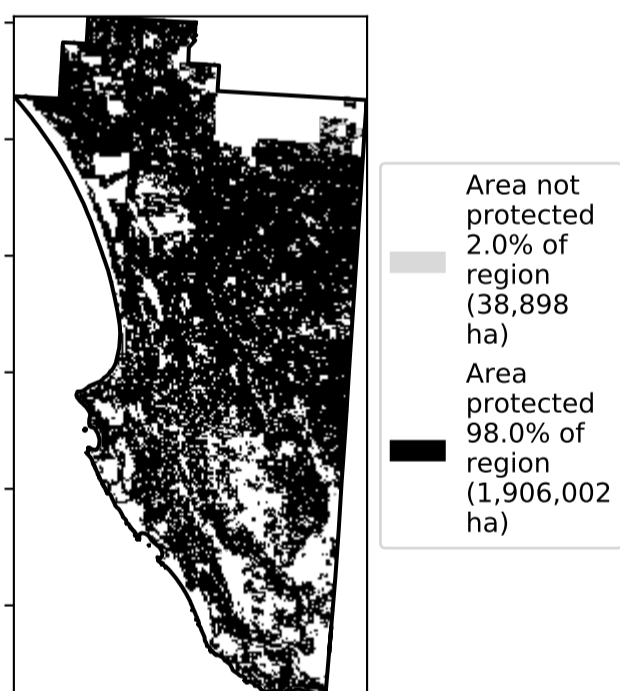 Area not
protected
2.0% of
region
(38,898
ha)
Area
protected
98.0% of
region
(1,906,002
ha)